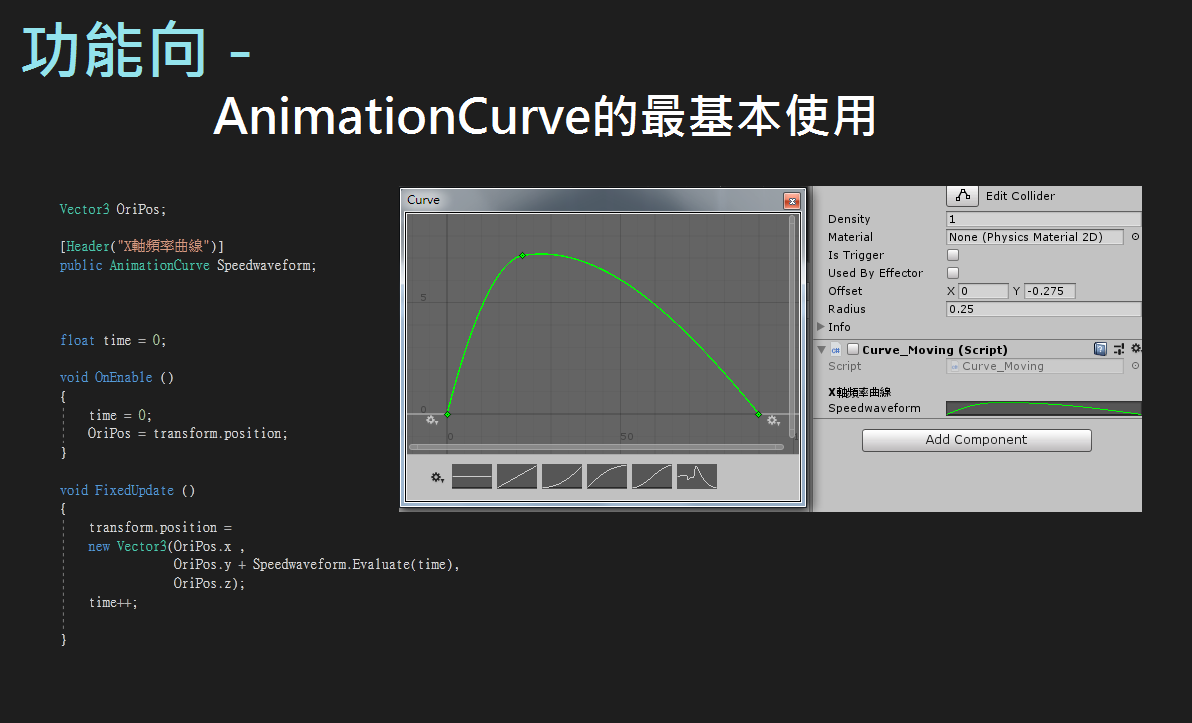 功能向 -
AnimationCurve的最基本使用
Vector3 OriPos;
[Header("X軸頻率曲線")]
public AnimationCurve Speedwaveform;
float time = 0;
void OnEnable ()
{
time = 0;
OriPos = transform.position;
}
void FixedUpdate ()
{
transform.position =
new Vector3(OriPos.x ,
OriPos.y + Speedwaveform.Evaluate(time),
OriPos.z);
time++;
}
Curve
5
0
0
50
Edit Collider
Density 1
Material None (Physics Material 2D)
Is Trigger
Used By Effector
Offset X 0 Y -0.275
Radius 0.25
Info
Curve_Moving (Script)
Script Curve_Moving
X軸頻率曲線
Speedwaveform
Add Component